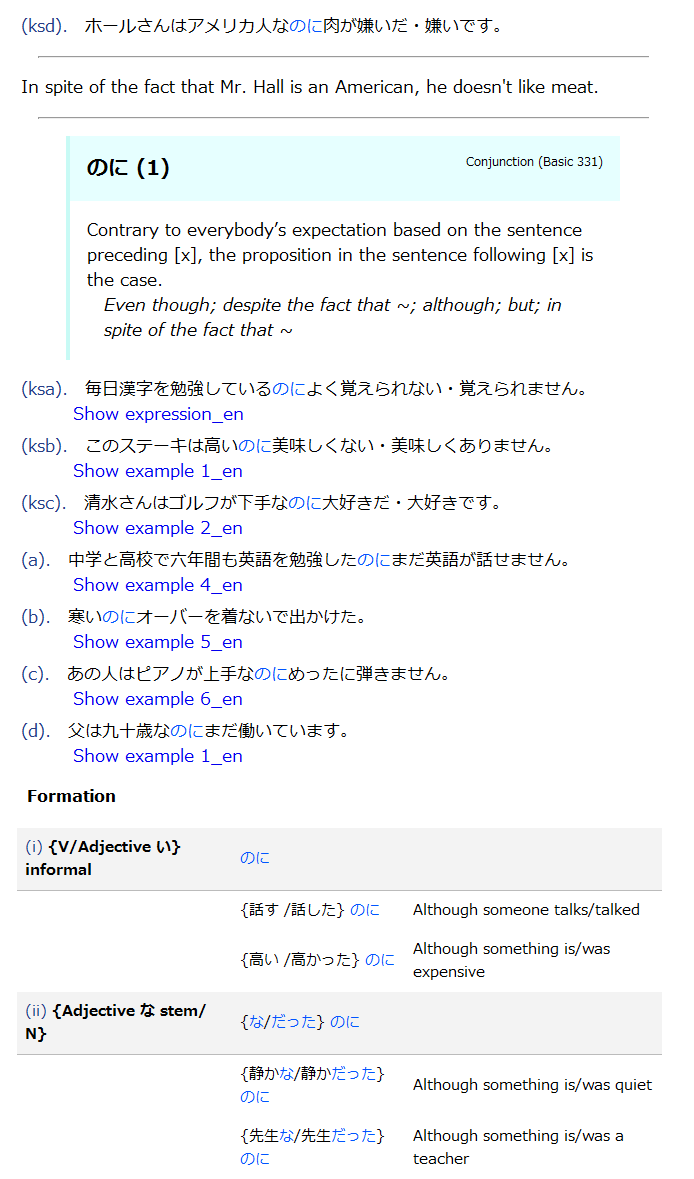 (ksd). ホールさんはアメリカ人なのに肉が嫌いだ・嫌いです。
In spite of the fact that Mr. Hall is an American, he doesn't like meat.
のに (1)
Conjunction (Basic 331)
Contrary to everybody’s expectation based on the sentence
preceding [x], the proposition in the sentence following [x] is
the case.
Even though; despite the fact that ~; although; but; in
spite of the fact that ~
(ksa). 毎日漢字を勉強しているのによく覚えられない・覚えられません。
Show expression_en
(ksb). このステーキは高いのに美味しくない・美味しくありません。
Show example 1_en
(ksc). 清水さんはゴルフが下手なのに大好きだ・大好きです。
Show example 2_en
(a). 中学と高校で六年間も英語を勉強したのにまだ英語が話せません。
Show example 4_en
(b). 寒いのにオーバーを着ないで出かけた。
Show example 5_en
(c). あの人はピアノが上手なのにめったに弾きません。
Show example 6_en
(d). 父は九十歳なのにまだ働いています。
Show example 1_en
Formation
(i) {V/Adjective い}
informal
のに
{話す /話した} のに
Although someone talks/talked
{高い /高かった} のに
Although something is/was
expensive
(ii) {Adjective な stem/
N}
{な/だった} のに
{静かな/静かだった}
のに
Although something is/was quiet
{先生な/先生だった}
のに
Although something is/was a
teacher